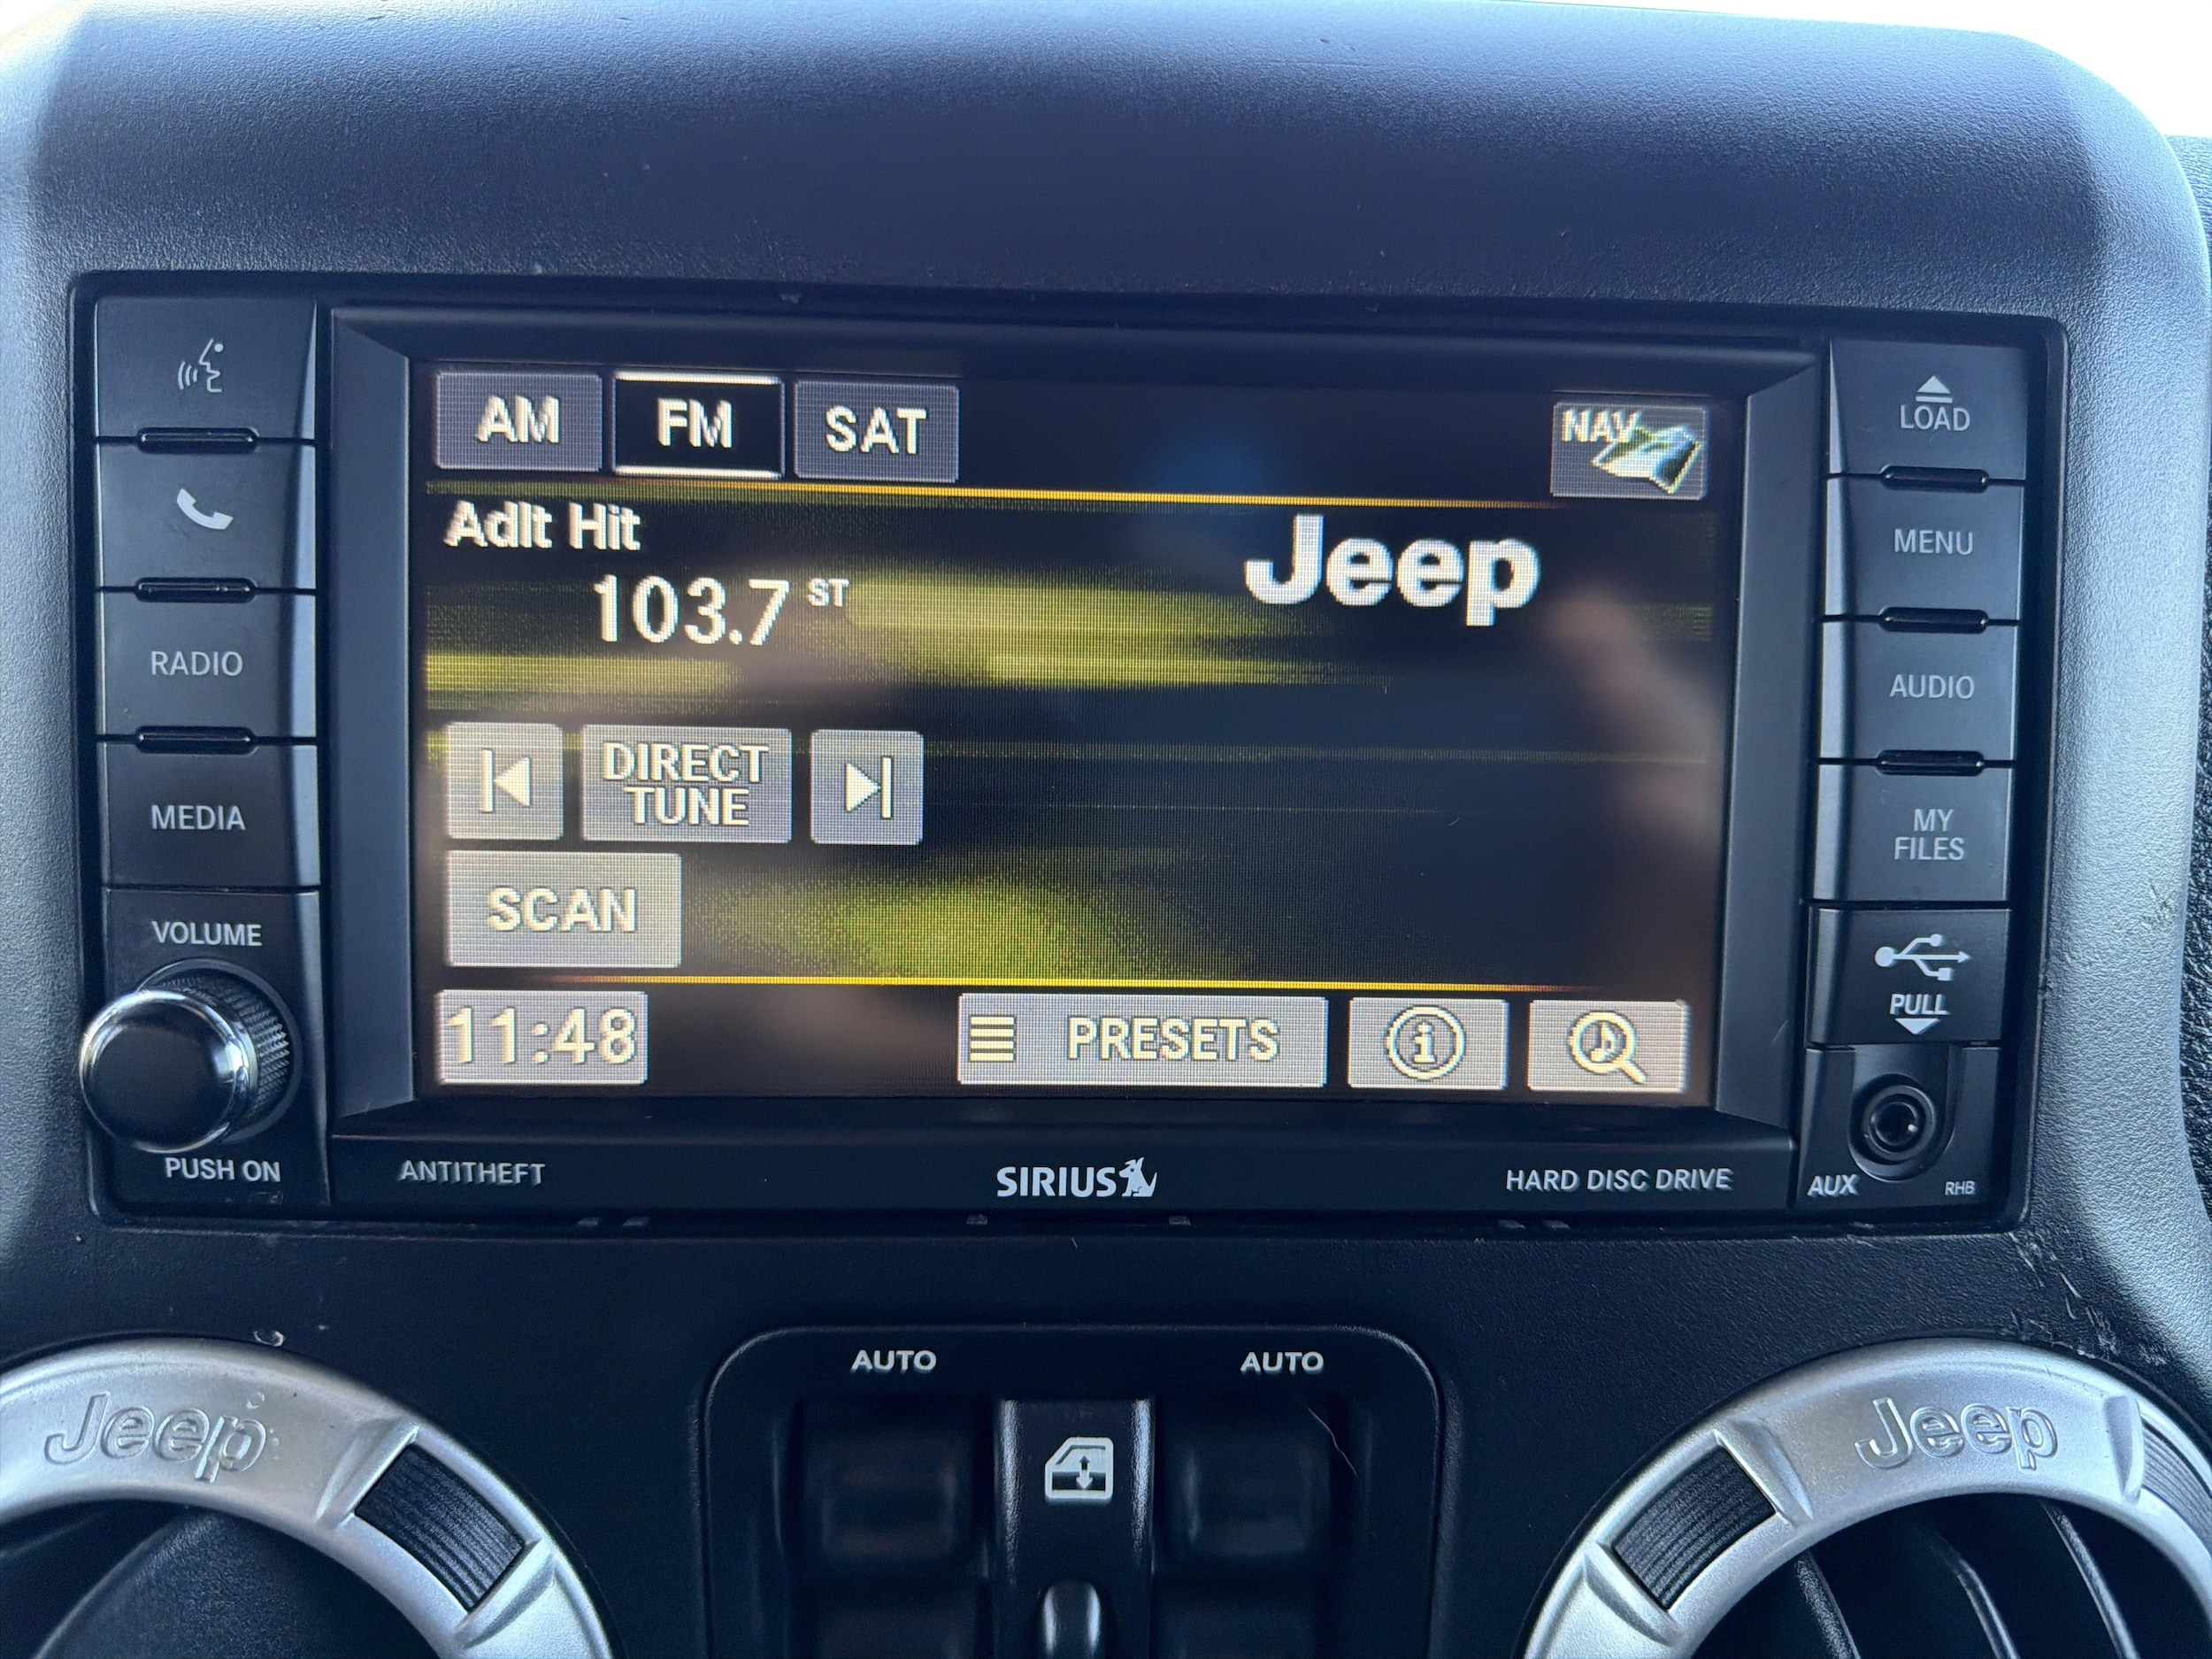 AM FM SAT NAV
LOAD
Adlt Hit
Jeep
103.7 ST
MENU
RADIO
AUDIO
DIRECT
TUNE
MEDIA
MY
FILES
SCAN
VOLUME
PULL
11:48 PRESETS i
PUSH ON
ANTITHEFT
SIRIUS
HARD DISC DRIVE
AUX
RHB
AUTO
AUTO
Jeep
Jeep